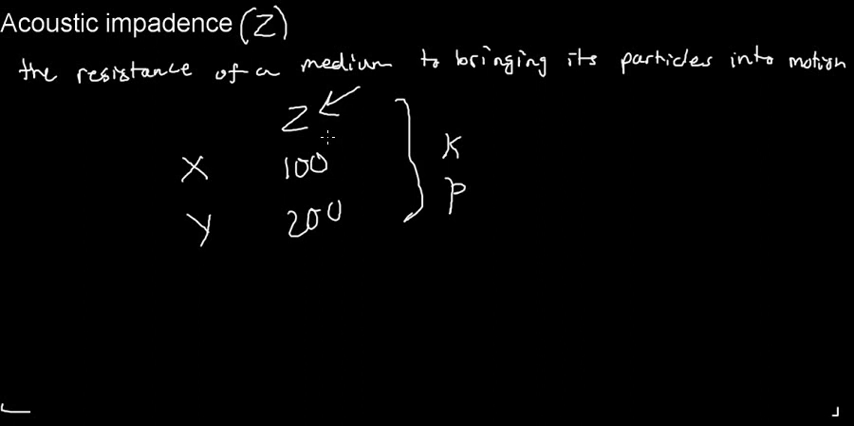 Acoustic impadence (Z)
the resistance of a medium to bringing its particles into motion
Z
X 100 K
Y 200 p